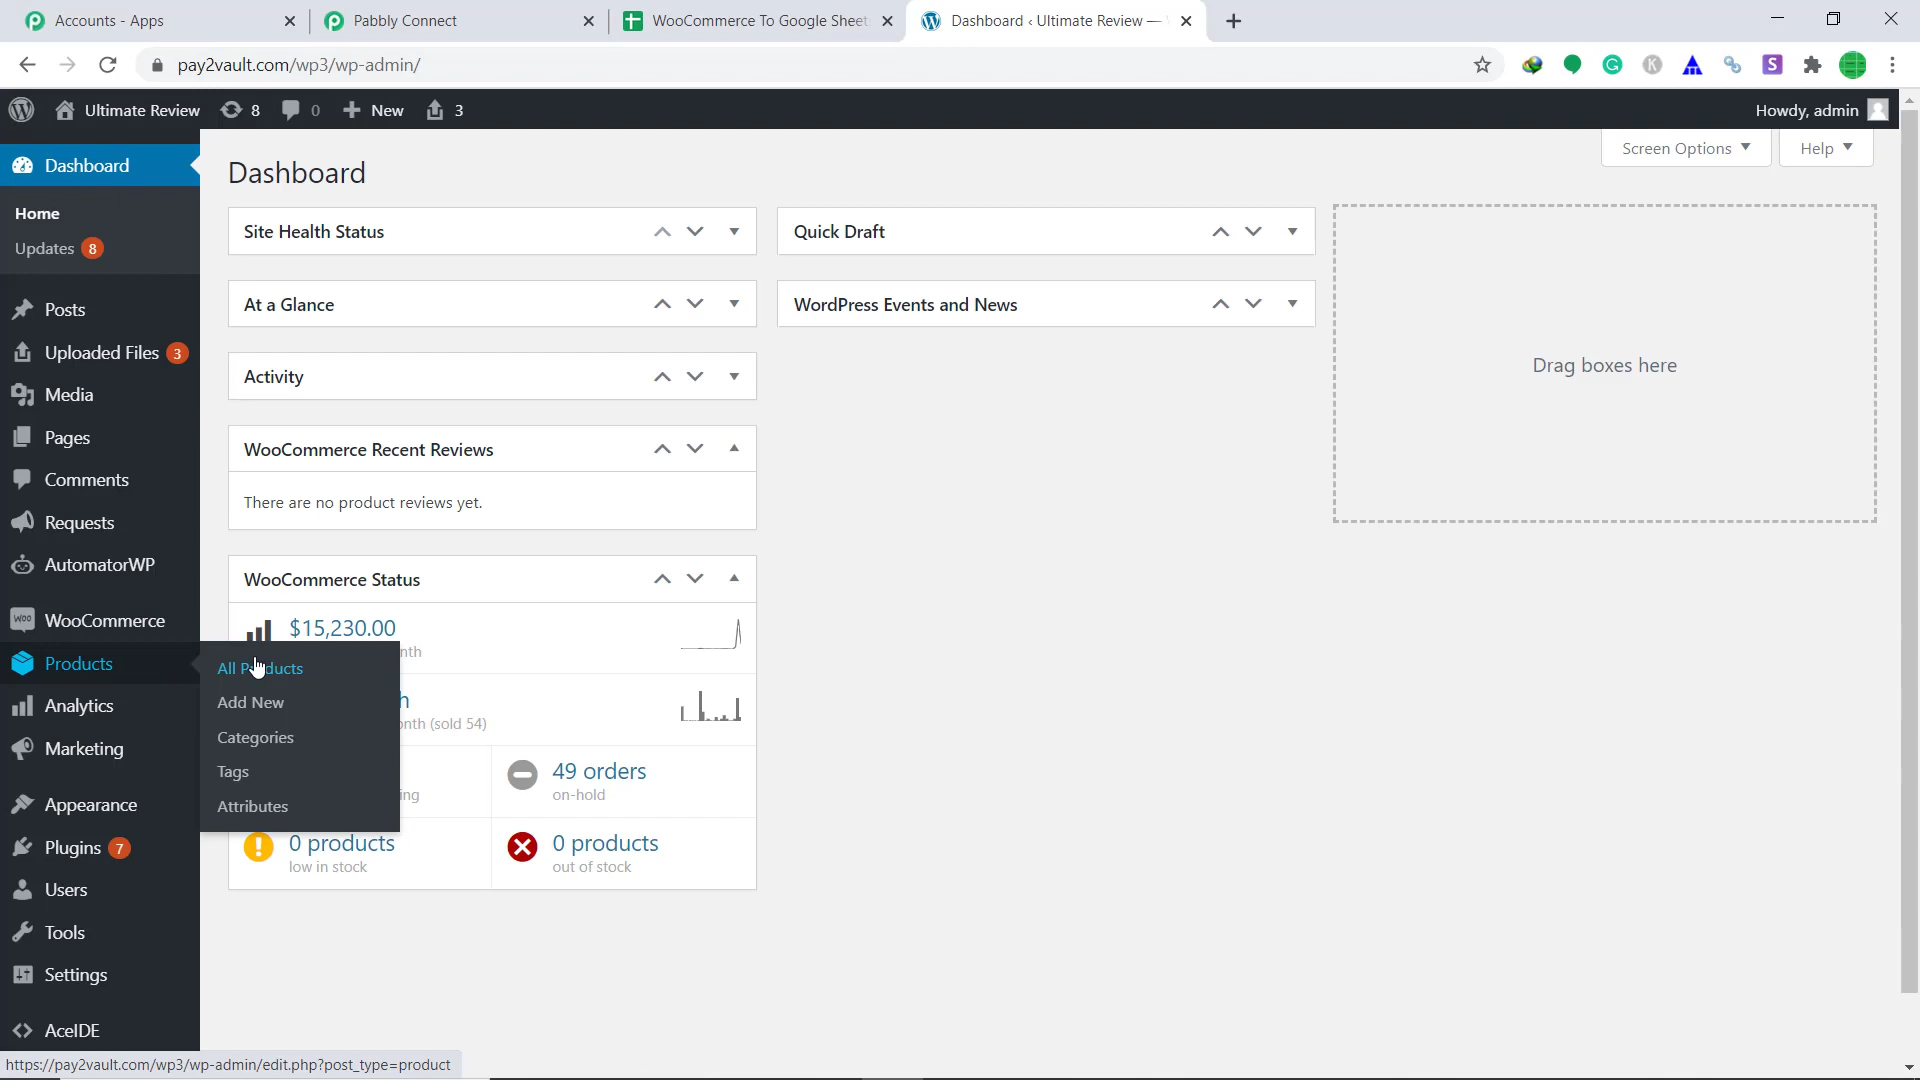 Accounts - Apps
Pabbly Connect
WooCommerce To Google Sheet
Dashboard ‹ Ultimate Review —
pay2vault.com/wp3/wp-admin/
Ultimate Review
8
0
New
3
Howdy, admin
Dashboard
Home
Updates 8
Posts
Uploaded Files 3
Media
Pages
Comments
Requests
AutomatorWP
WooCommerce
Products
Analytics
Marketing
Appearance
Plugins 7
Users
Tools
Settings
AceIDE
All Products
Add New
Categories
Tags
Attributes
Screen Options
Help
Dashboard
Site Health Status
At a Glance
Activity
WooCommerce Recent Reviews
There are no product reviews yet.
WooCommerce Status
$15,230.00
nth
h
onth (sold 54)
ing
49 orders
on-hold
0 products
low in stock
0 products
out of stock
Quick Draft
WordPress Events and News
Drag boxes here
https://pay2vault.com/wp3/wp-admin/edit.php?post_type=product